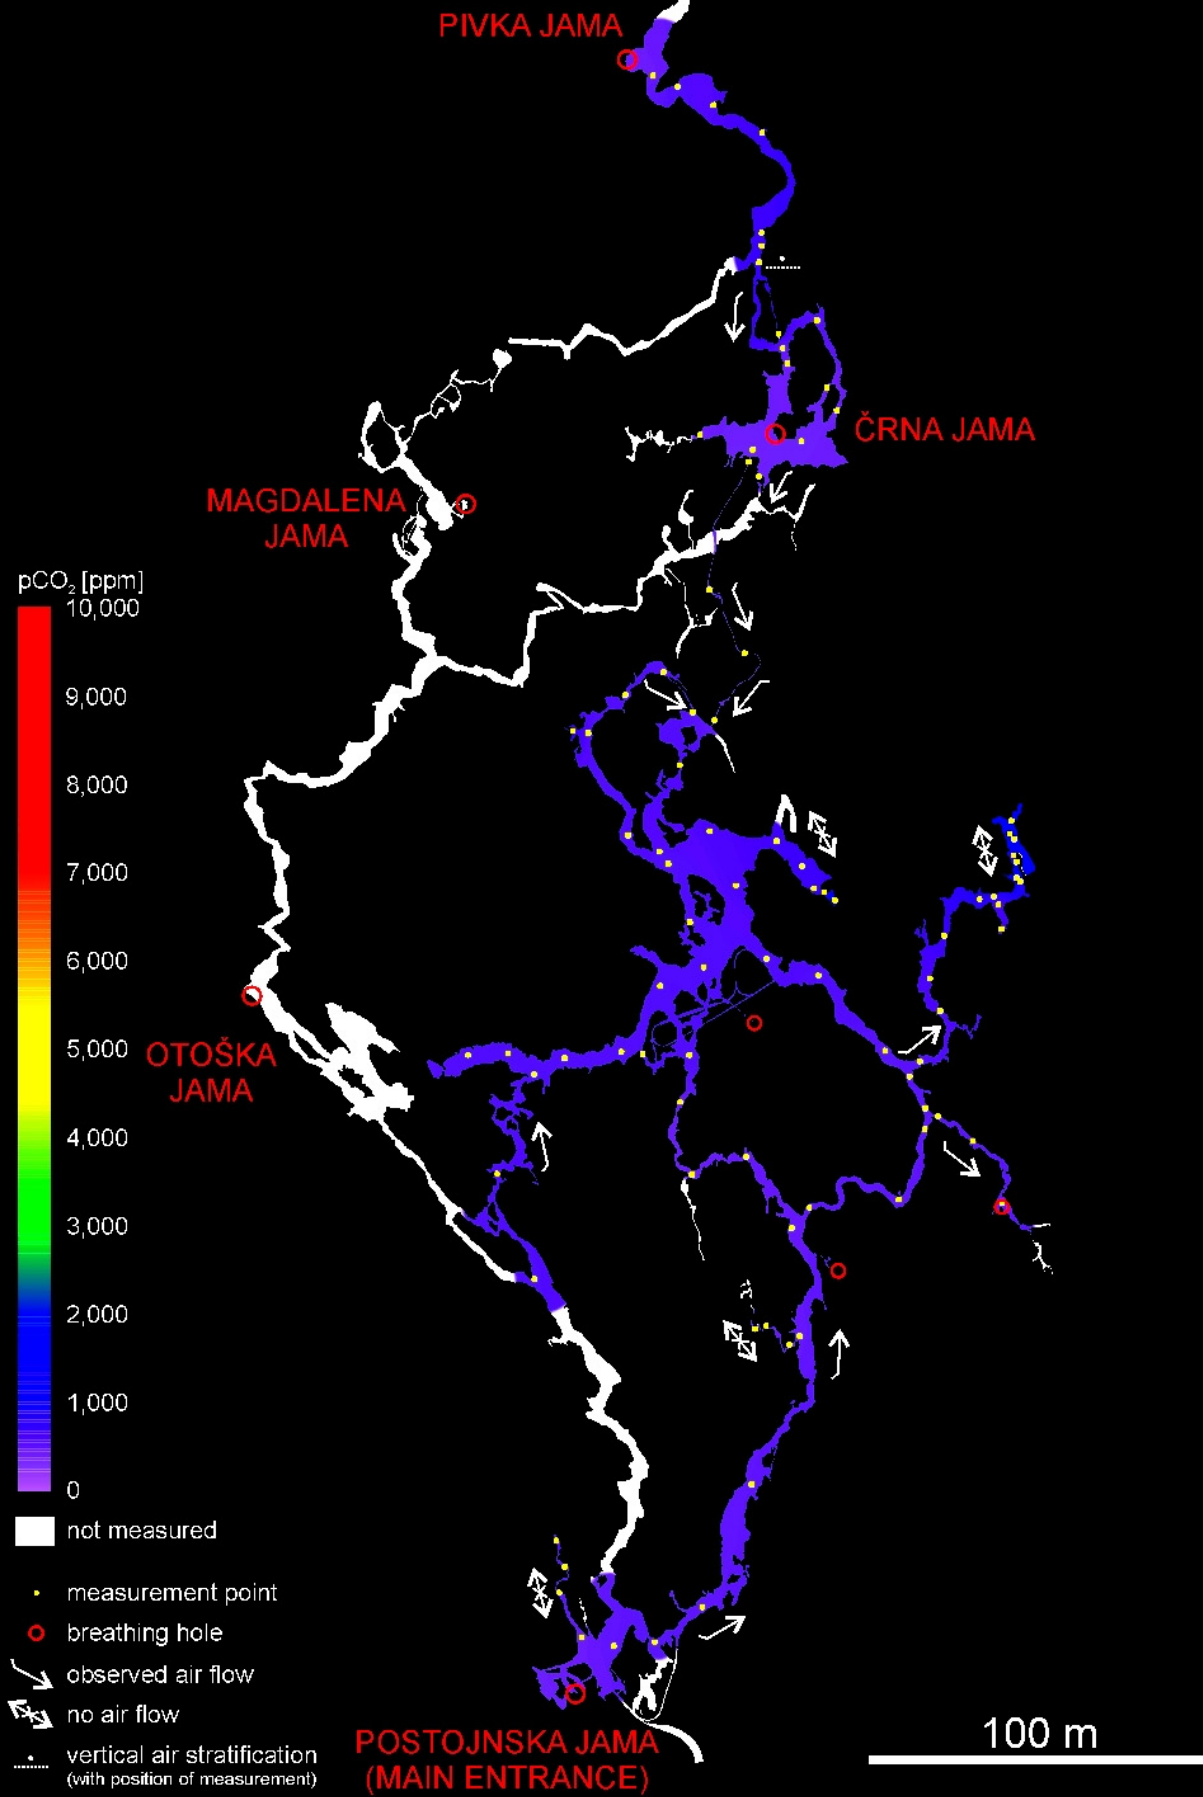 PIVKA JAMA
ČRNA JAMA
MAGDALENA
JAMA
pCO₂ [ppm]
10,000
9,000
8,000
7,000
6,000
5,000
4,000
3,000
2,000
1,000
0
OTOŠKA
JAMA
not measured
measurement point
breathing hole
observed air flow
no air flow
vertical air stratification
(with position of measurement)
POSTOJNSKA JAMA
(MAIN ENTRANCE)
100 m